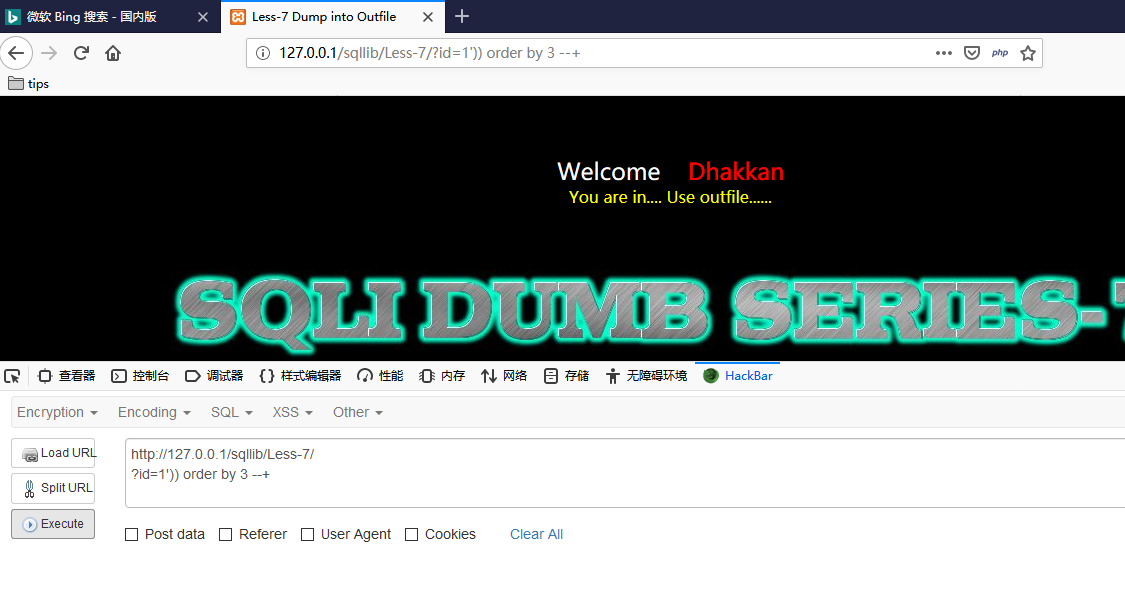 微软 Bing 搜索 - 国内版
Less-7 Dump into Outfile
127.0.0.1/sqllib/Less-7/?id=1')) order by 3 --+
php
tips
Welcome Dhakkan
You are in.... Use outfile......
SQLI DUMB SERIES-7
查看器 控制台 调试器 {} 样式编辑器 性能 内存 网络 存储 无障碍环境 HackBar
Encryption Encoding SQL XSS Other
Load URL
http://127.0.0.1/sqllib/Less-7/
?id=1')) order by 3 --+
Split URL
Execute
Post data Referer User Agent Cookies Clear All